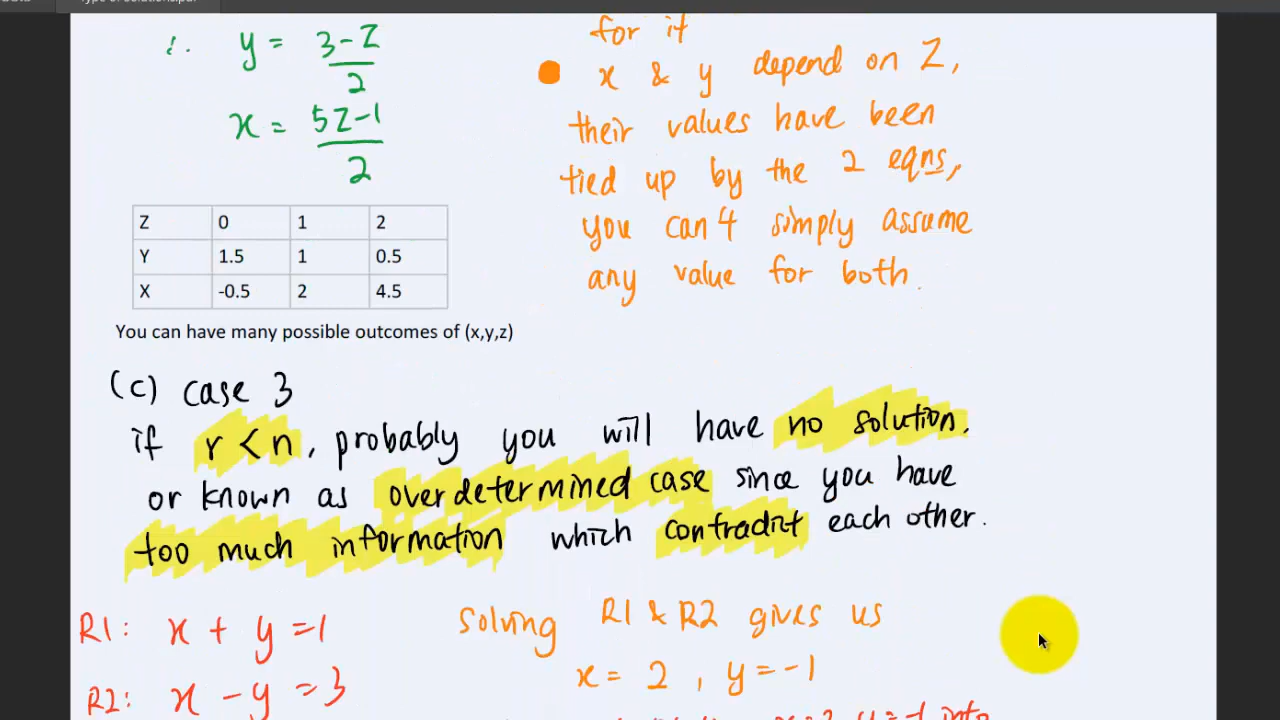 for if
∴ y = 3-Z/2
x & y depend on Z,
x = 5Z-1/2
their values have been
tied up by the 2 eqns,
you can't simply assume
any value for both.
Z 0 1 2
Y 1.5 1 0.5
X -0.5 2 4.5
You can have many possible outcomes of (x,y,z)
(c) case 3
if r < n, probably you will have no solution.
or known as overdetermined case since you have
too much information which contradict each other.
R1: x + y = 1
R2: x - y = 3
Solving R1 & R2 gives us
x = 2, y = -1